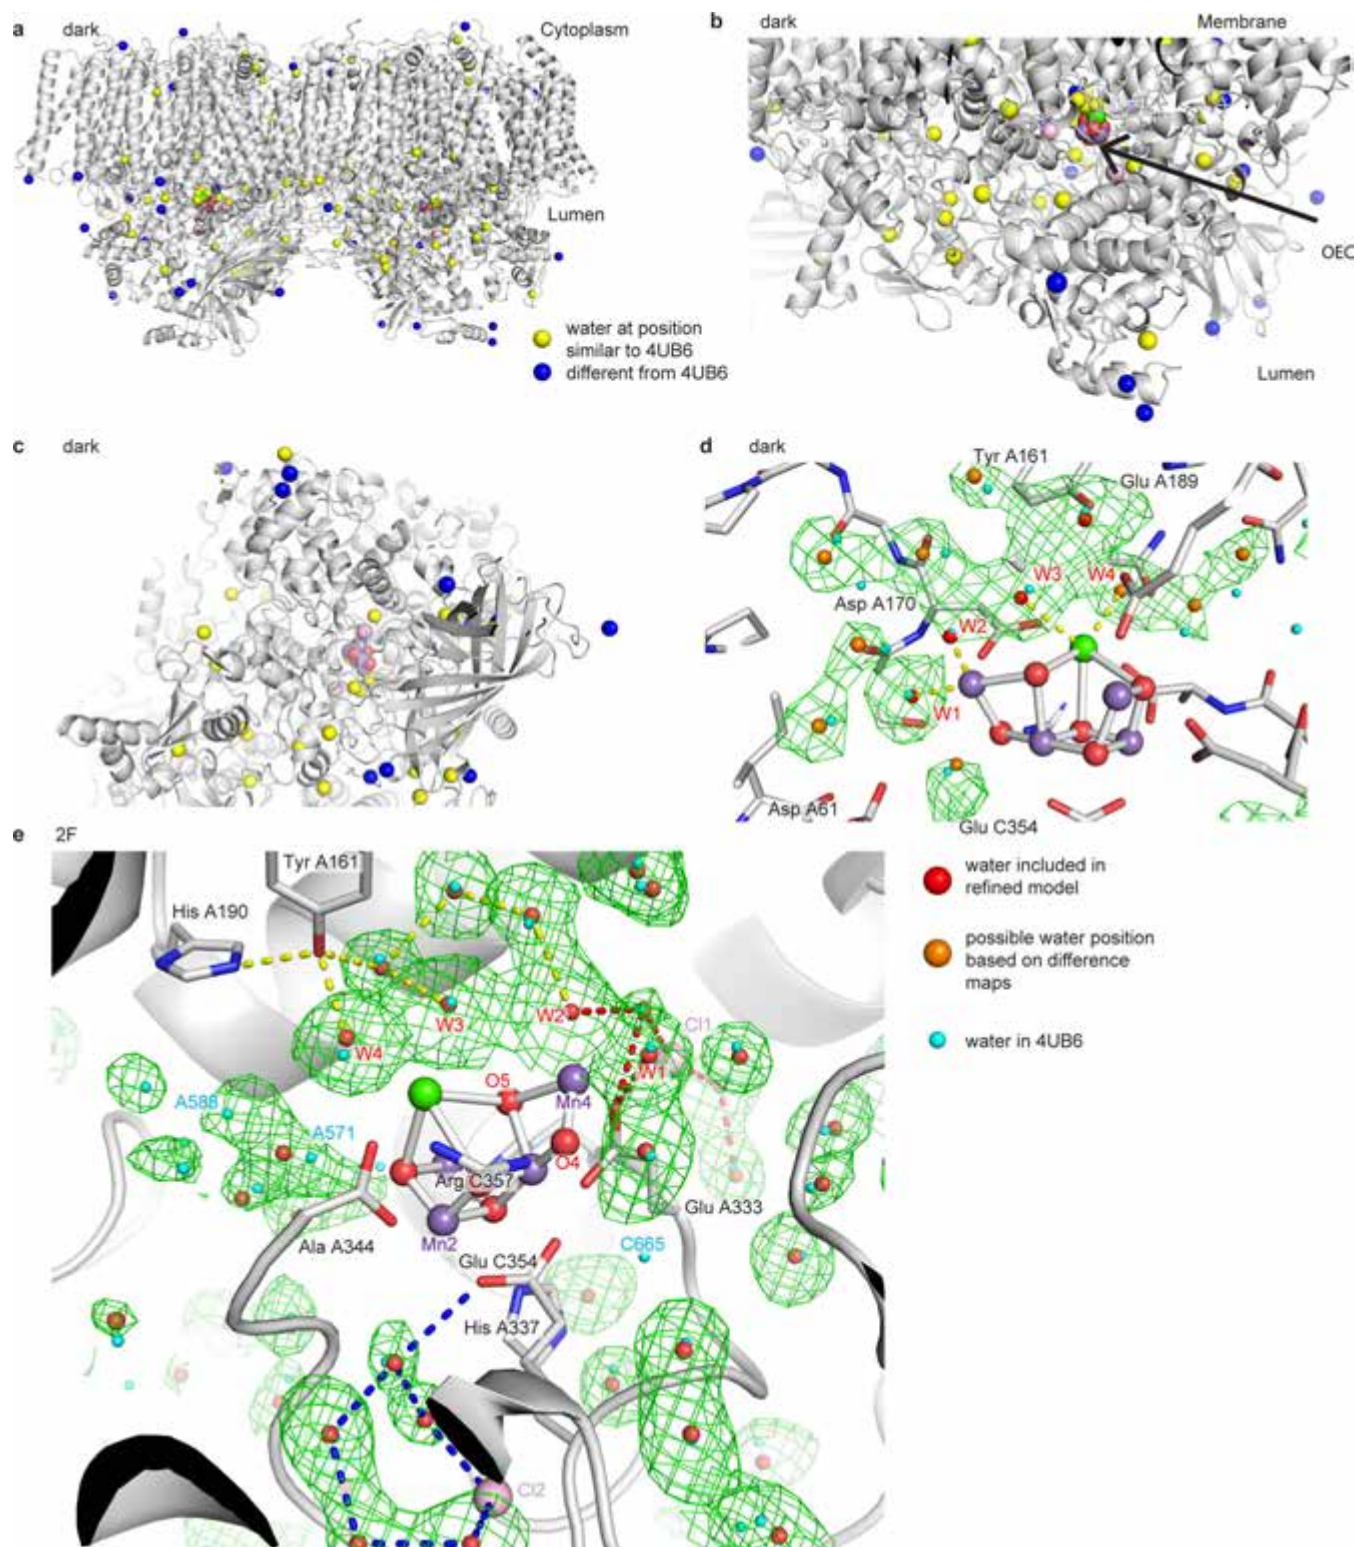 a dark Cytoplasm
Lumen
water at position
similar to 4UB6
different from 4UB6
b dark Membrane
OEC
Lumen
c dark
d dark
Tyr A161
Glu A189
W3 W4
Asp A170
W2
W1
Asp A61
Glu C354
water included in
refined model
possible water position
based on difference
maps
water in 4UB6
e 2F
Tyr A161
His A190
W3 W2
Cl1
W4 W1
O5
Mn4
A588
A571
O4
Arg C357
Glu A333
Ala A344
Mn2
Glu C354 C665
His A337
Cl2